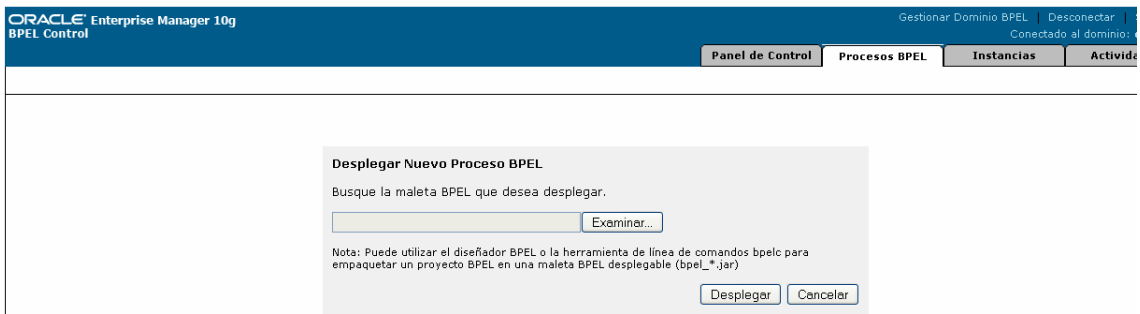 ORACLE Enterprise Manager 10g
BPEL Control
Gestionar Dominio BPEL | Desconectar |
Conectado al dominio:
Panel de Control
Procesos BPEL
Instancias
Activida
Desplegar Nuevo Proceso BPEL
Busque la maleta BPEL que desea desplegar.
Examinar...
Nota: Puede utilizar el diseñador BPEL o la herramienta de línea de comandos bpelc para
empaquetar un proyecto BPEL en una maleta BPEL desplegable (bpel_*.jar)
Desplegar
Cancelar